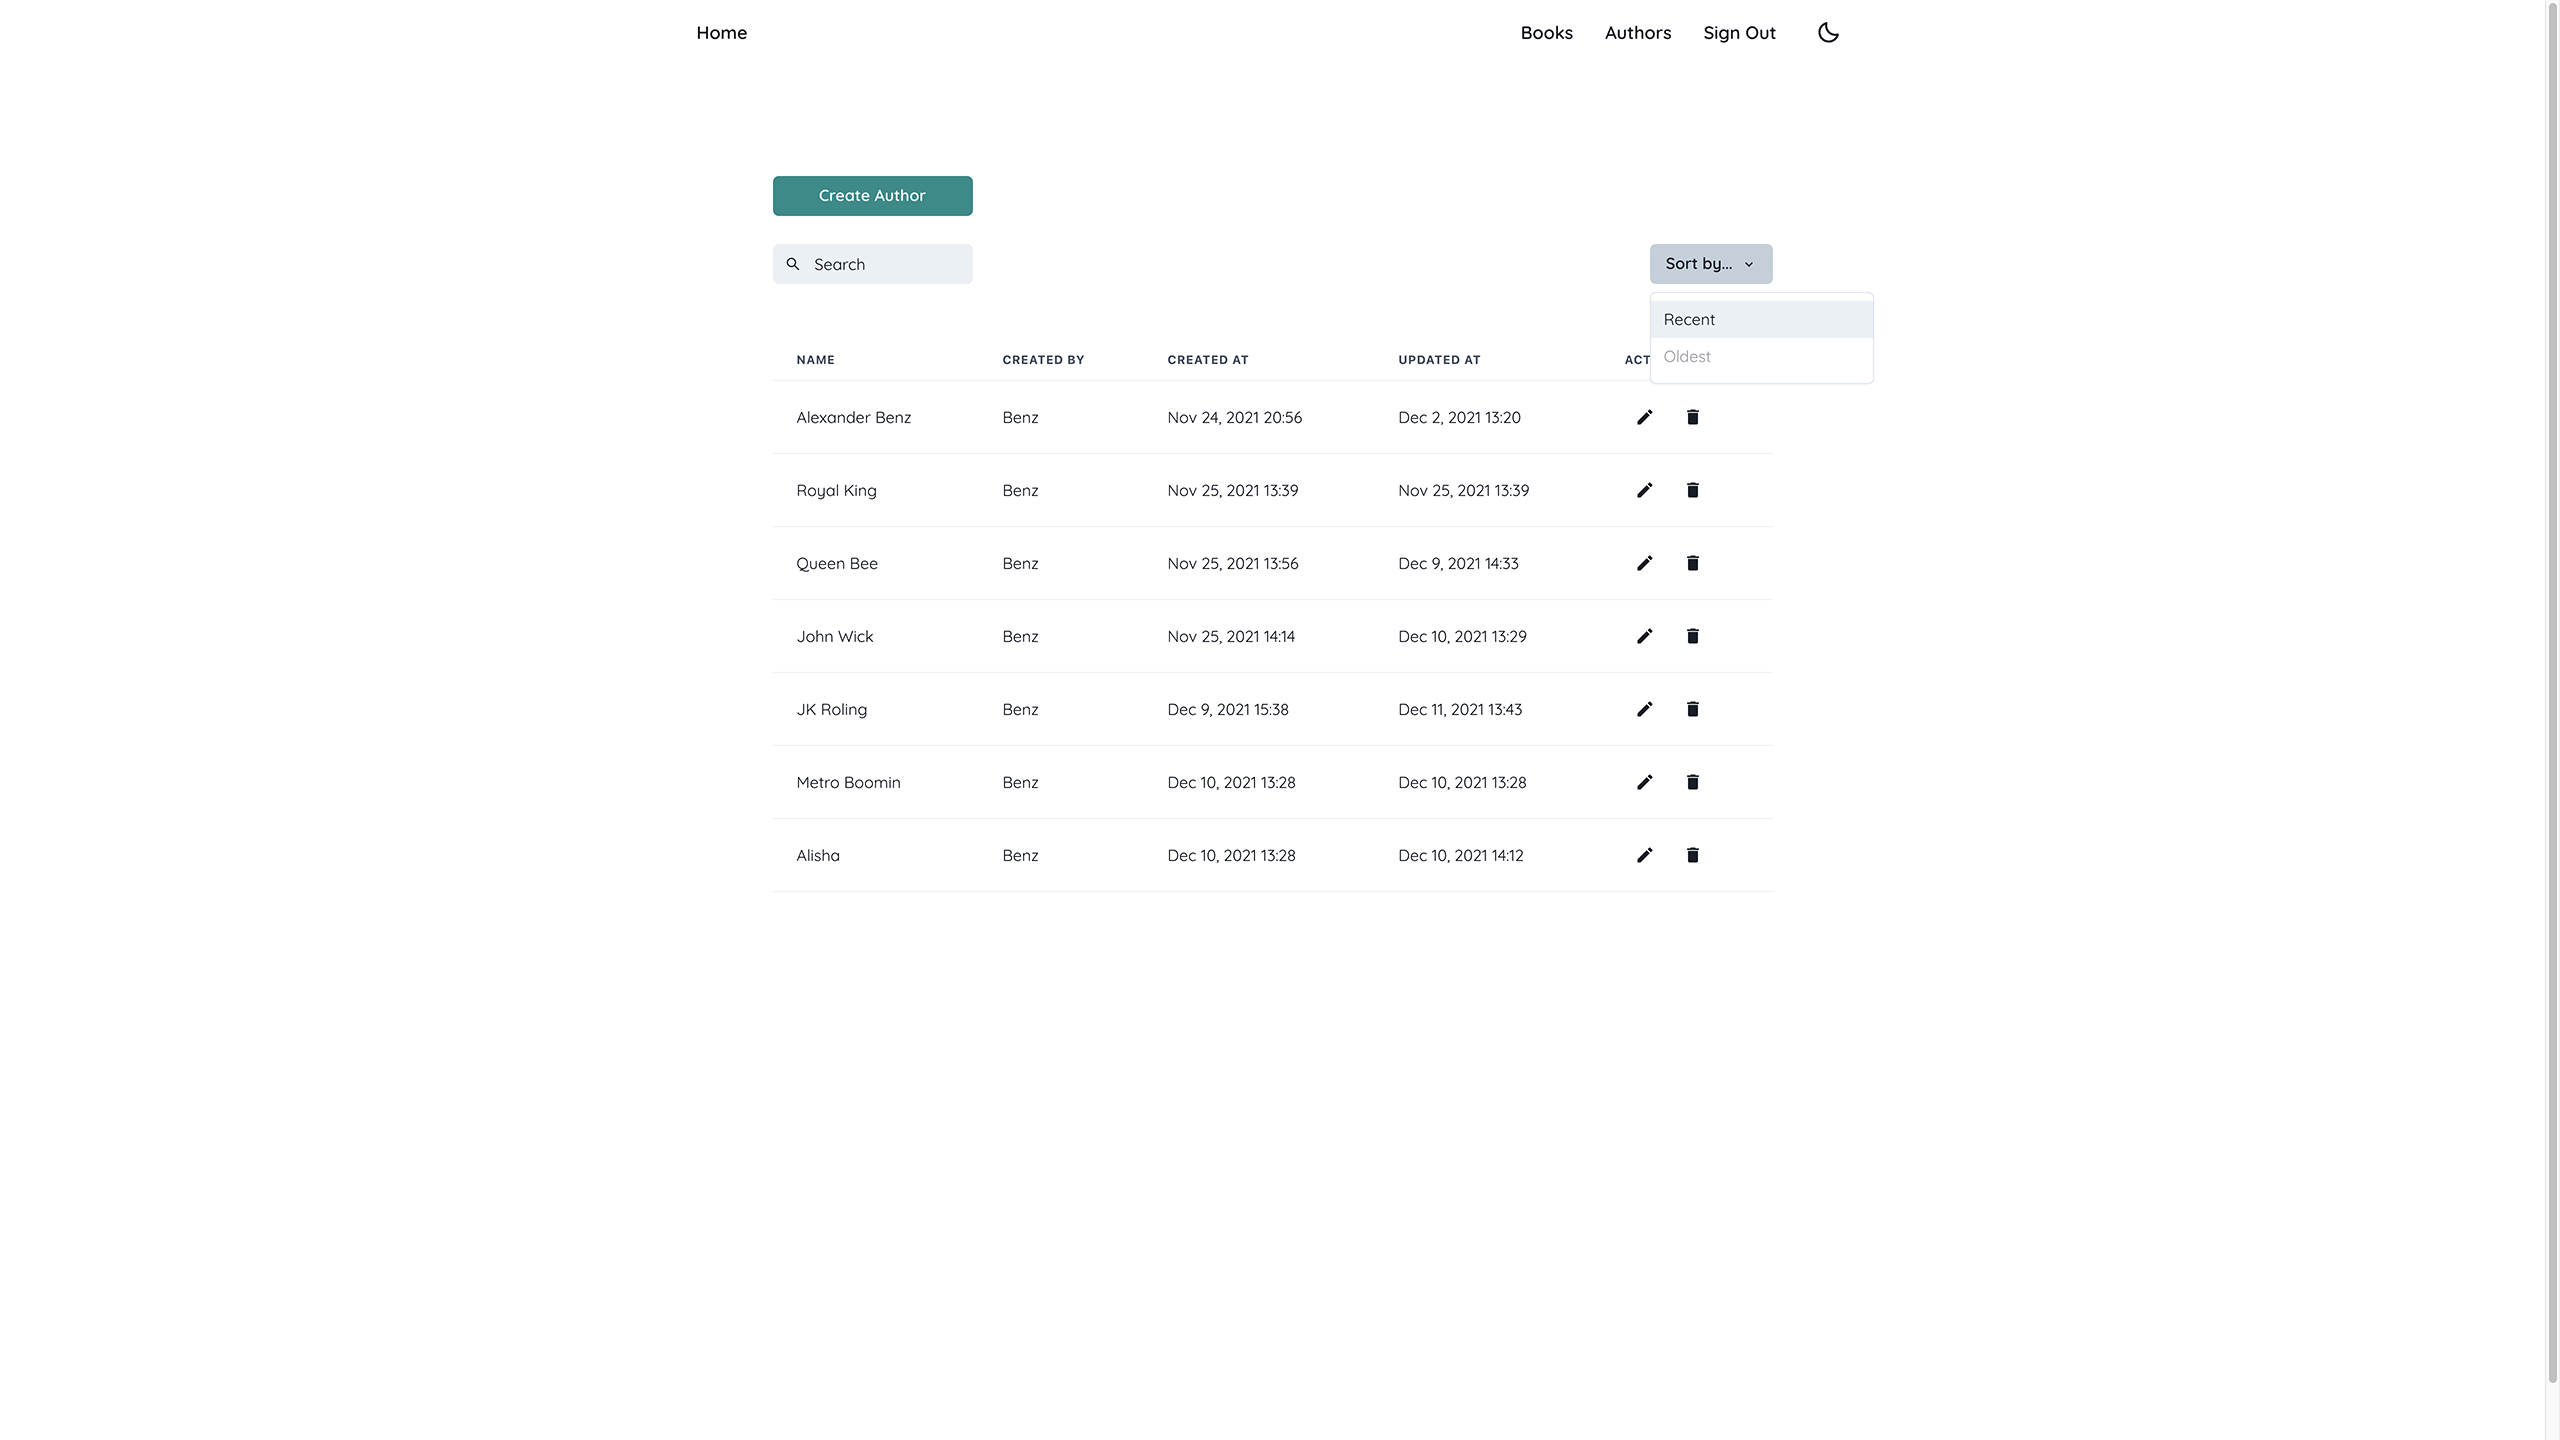 Home Books Authors Sign Out
Create Author
Search Sort by...
Recent
Oldest
NAME CREATED BY CREATED AT UPDATED AT ACT
Alexander Benz Benz Nov 24, 2021 20:56 Dec 2, 2021 13:20
Royal King Benz Nov 25, 2021 13:39 Nov 25, 2021 13:39
Queen Bee Benz Nov 25, 2021 13:56 Dec 9, 2021 14:33
John Wick Benz Nov 25, 2021 14:14 Dec 10, 2021 13:29
JK Roling Benz Dec 9, 2021 15:38 Dec 11, 2021 13:43
Metro Boomin Benz Dec 10, 2021 13:28 Dec 10, 2021 13:28
Alisha Benz Dec 10, 2021 13:28 Dec 10, 2021 14:12